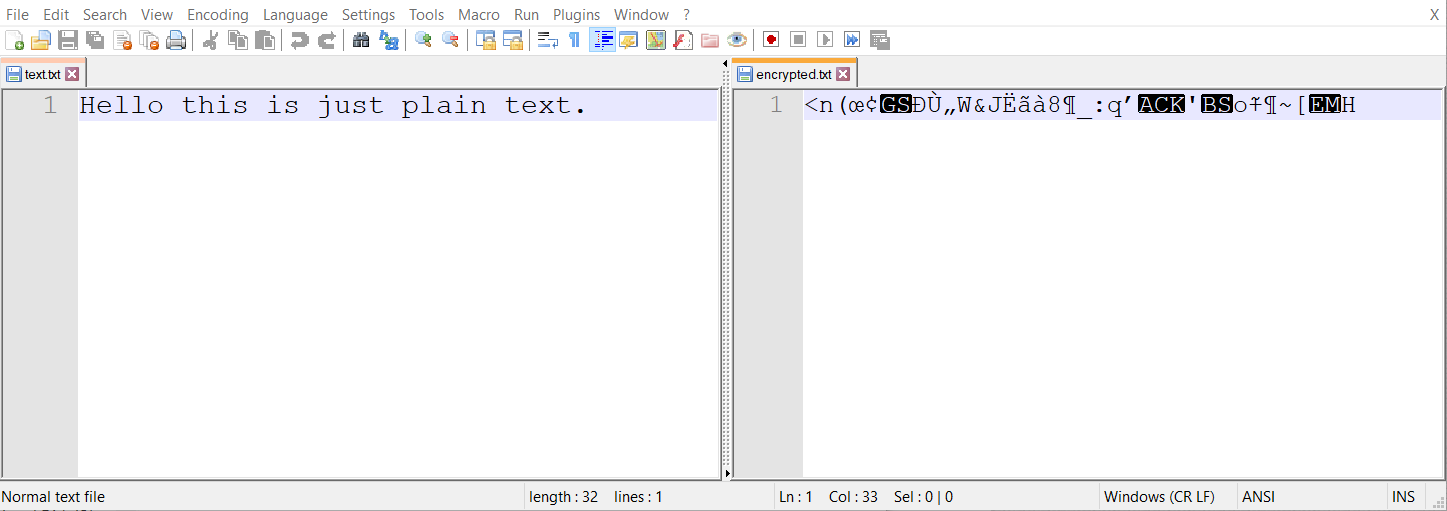 File Edit Search View Encoding Language Settings Tools Macro Run Plugins Window ? X
text.txt
1 Hello this is just plain text.
encrypted.txt
1 <n(œ¢GSÐÙ„W&JËãà8¶_:q’ACK'BSo‡¶~[EMH
Normal text file length : 32 lines : 1 Ln : 1 Col : 33 Sel : 0 | 0 Windows (CR LF) ANSI INS